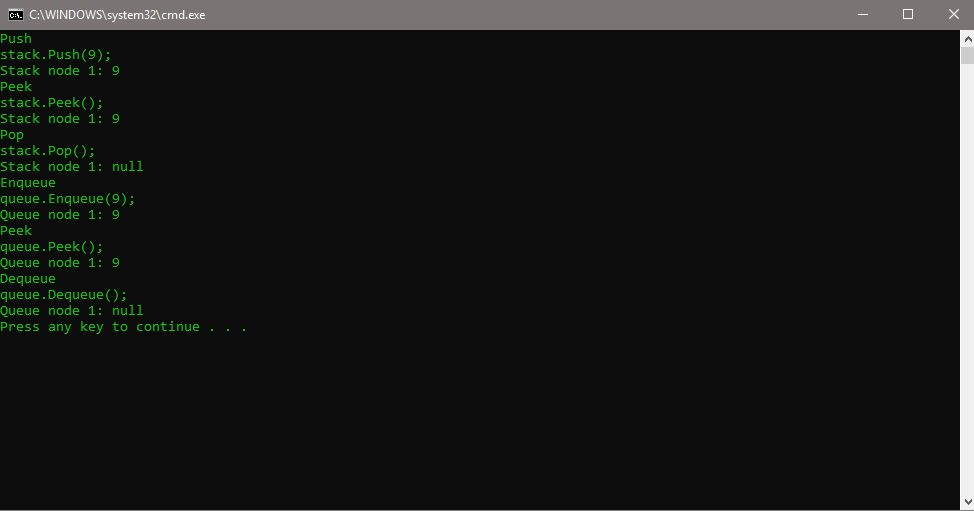 C:\WINDOWS\system32\cmd.exe
Push
stack.Push(9);
Stack node 1: 9
Peek
stack.Peek();
Stack node 1: 9
Pop
stack.Pop();
Stack node 1: null
Enqueue
queue.Enqueue(9);
Queue node 1: 9
Peek
queue.Peek();
Queue node 1: 9
Dequeue
queue.Dequeue();
Queue node 1: null
Press any key to continue . . .